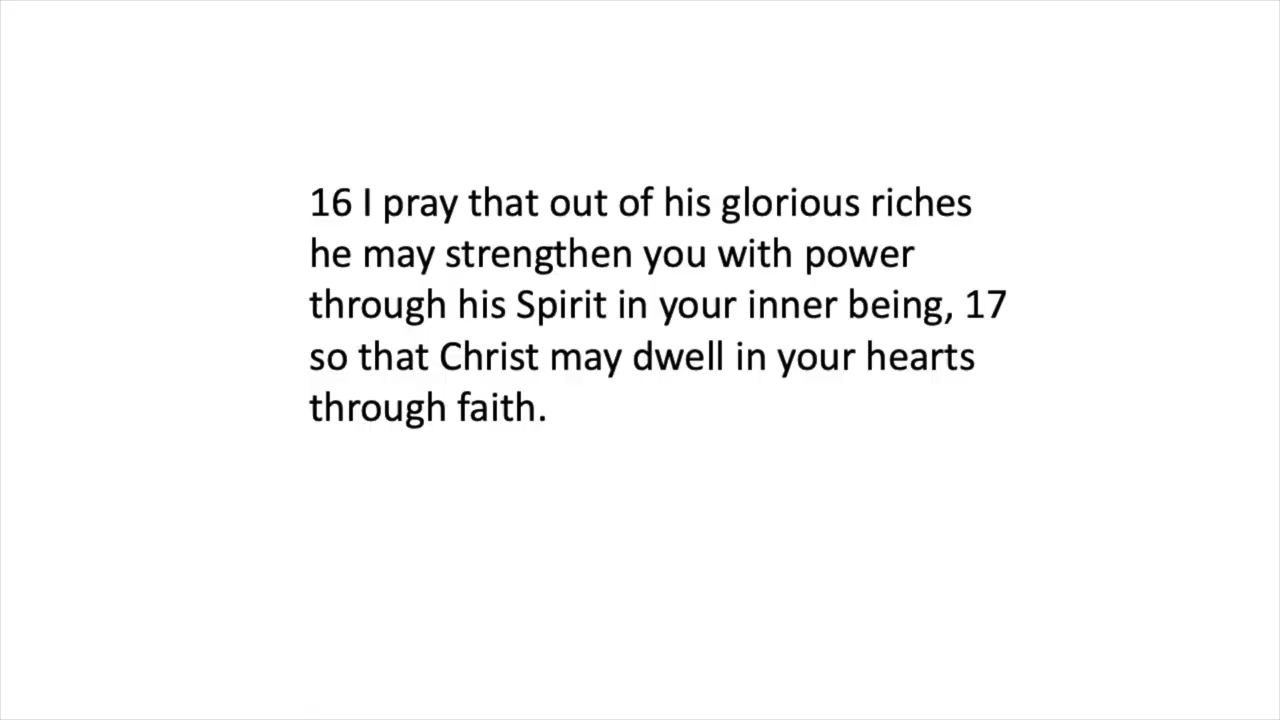 16 I pray that out of his glorious riches
he may strengthen you with power
through his Spirit in your inner being, 17
so that Christ may dwell in your hearts
through faith.